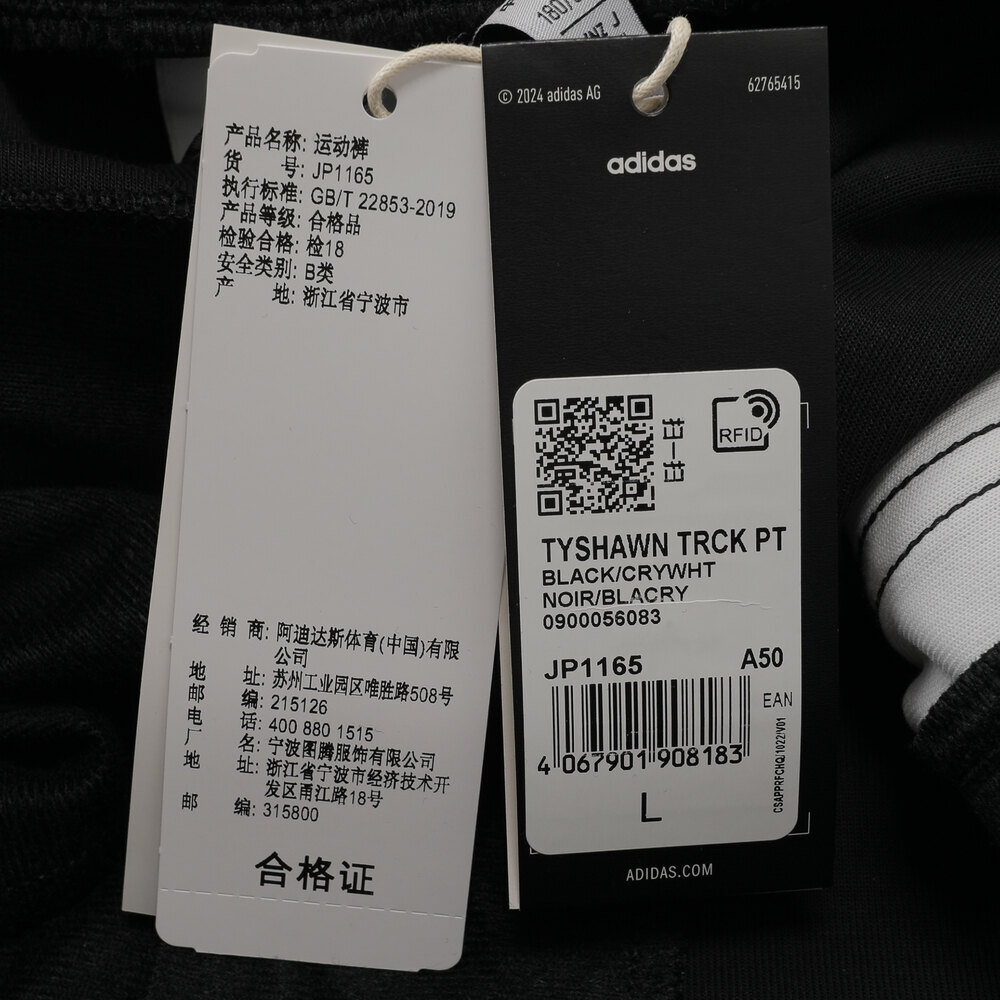 产品名称: 运动裤
货 号: JP1165
执行标准: GB/T 22853-2019
产品等级: 合格品
检验合格: 检18
安全类别: B类
产 地: 浙江省宁波市
经 销 商: 阿迪达斯体育(中国)有限
公司
地 址: 苏州工业园区唯胜路508号
邮 编: 215126
电 话: 400 880 1515
厂 名: 宁波图腾服饰有限公司
地 址: 浙江省宁波市经济技术开
发区甬江路18号
邮 编: 315800
合格证
© 2024 adidas AG
62765415
adidas
RFID
TYSHAWN TRCK PT
BLACK/CRYWHT
NOIR/BLACRY
0900056083
JP1165 A50
EAN
4 067901 908183
CSAPPRFCHQ/1022/V01
L
ADIDAS.COM